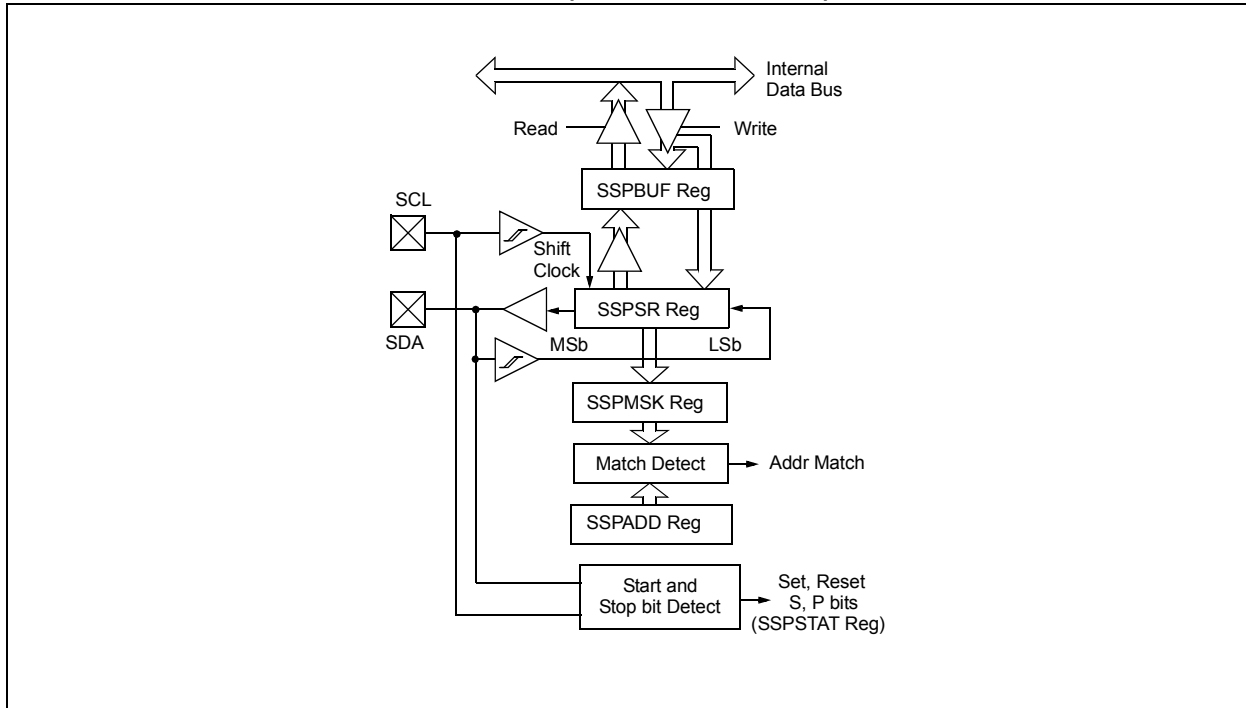 Internal
Data Bus
Read
Write
SSPBUF Reg
SCL
Shift
Clock
SSPSR Reg
SDA
MSb
LSb
SSPMSK Reg
Match Detect
Addr Match
SSPADD Reg
Start and
Stop bit Detect
Set, Reset
S, P bits
(SSPSTAT Reg)